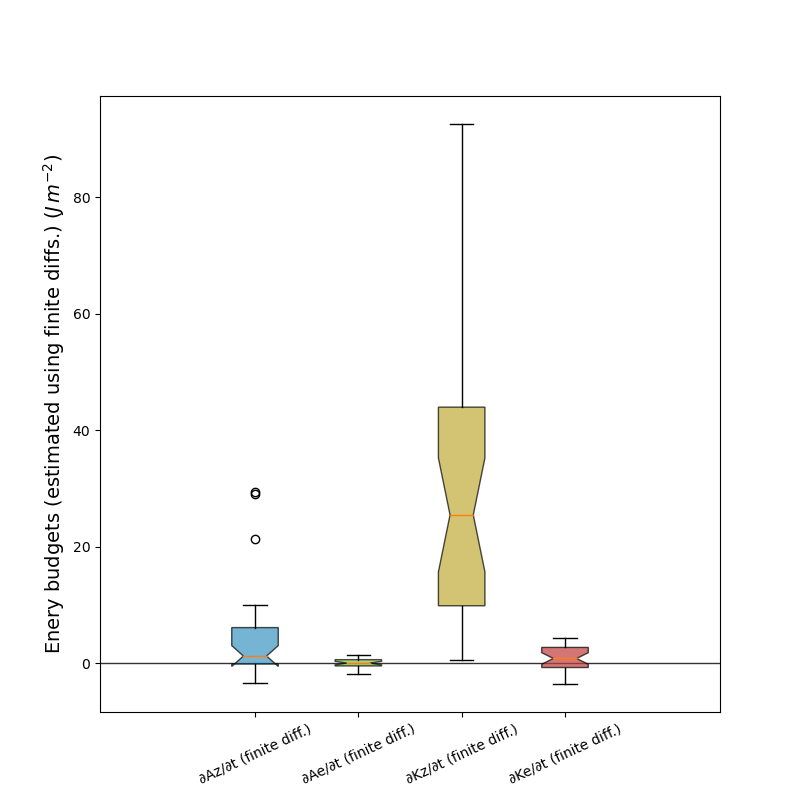 Enery budgets (estimated using finite diffs.) (J m⁻²)
80
60
40
20
0
∂Az/∂t (finite diff.)
∂Ae/∂t (finite diff.)
∂Kz/∂t (finite diff.)
∂Ke/∂t (finite diff.)